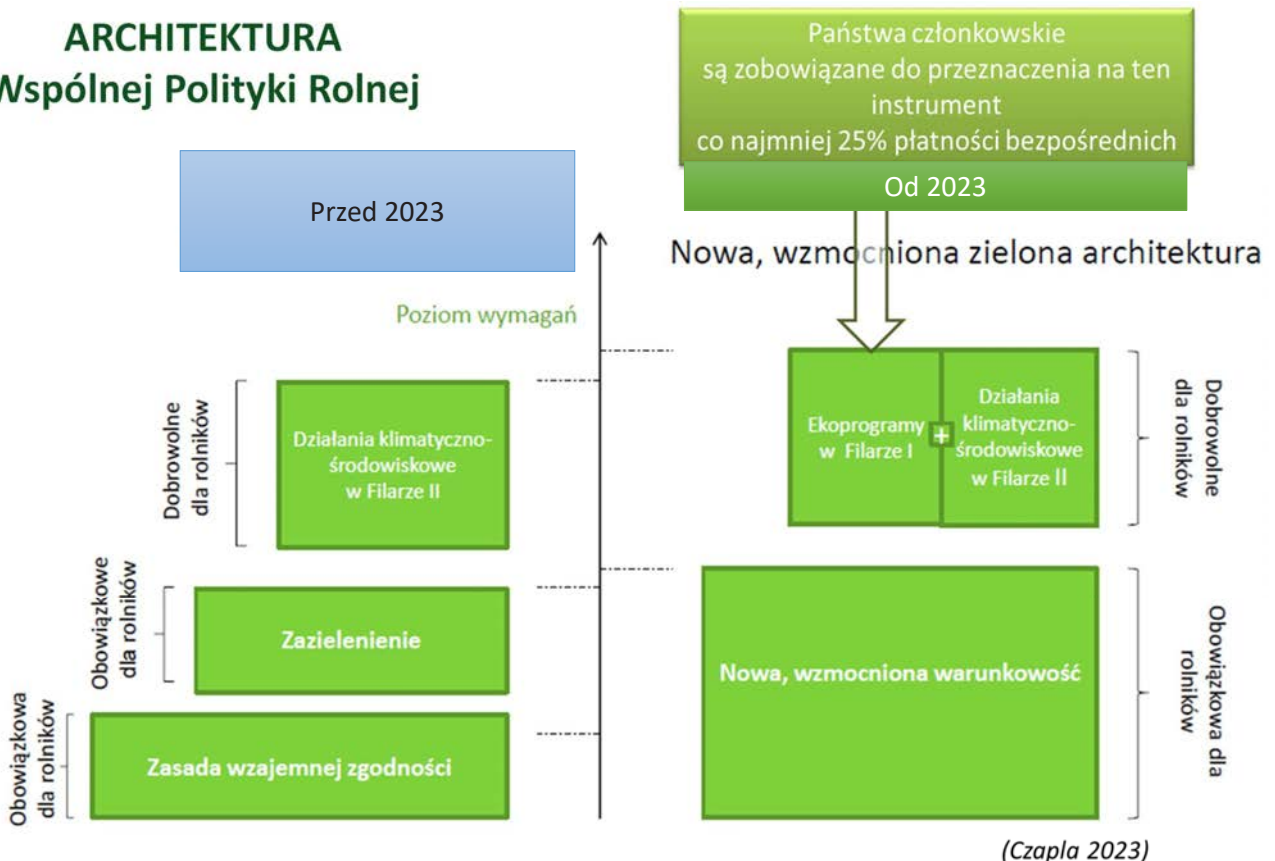 ARCHITEKTURA
Wspólnej Polityki Rolnej
Państwa członkowskie
są zobowiązane do przeznaczenia na ten
instrument
co najmniej 25% płatności bezpośrednich
Przed 2023
Od 2023
Nowa, wzmocniona zielona architektura
Poziom wymagań
Dobrowolne
dla rolników
Działania klimatyczno-
środowiskowe
w Filarze II
Obowiązkowe
dla rolników
Zazielenienie
Obowiązkowa
dla rolników
Zasada wzajemnej zgodności
Ekoprogramy
w Filarze I
+
Działania
klimatyczno-
środowiskowe
w Filarze II
Dobrowolne
dla rolników
Nowa, wzmocniona warunkowość
Obowiązkowa dla
rolników
(Czapla 2023)